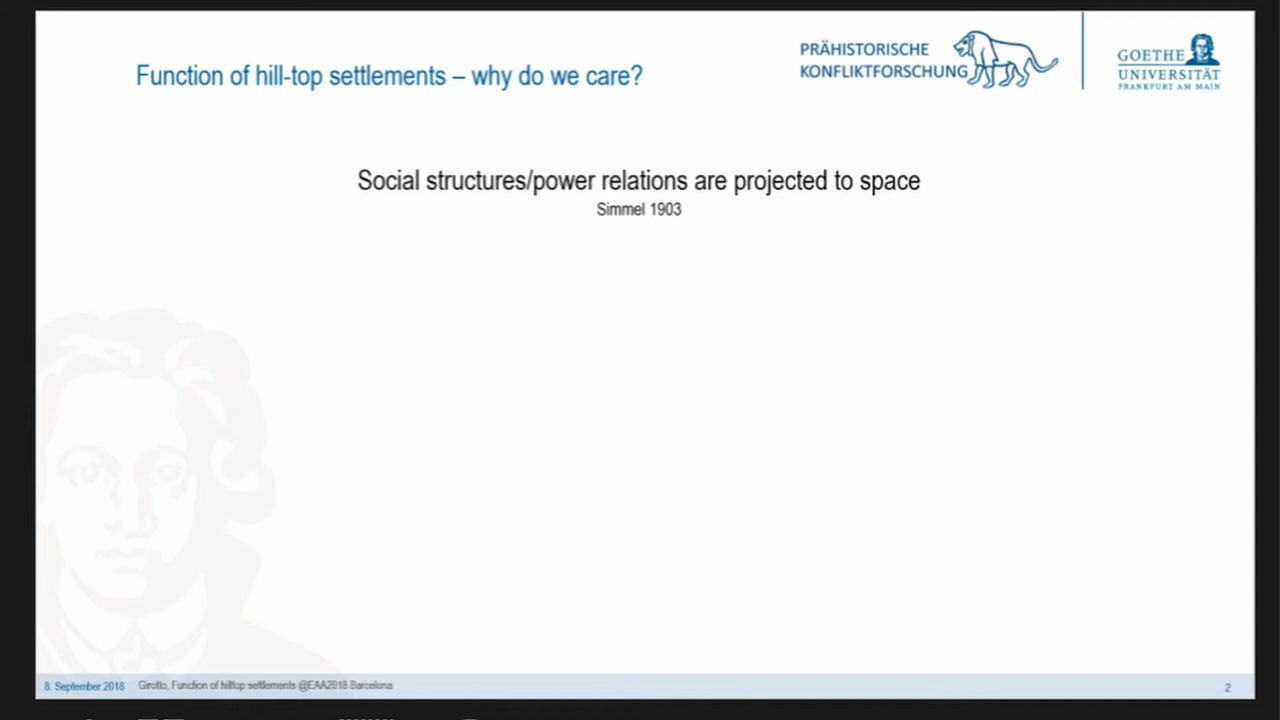 Function of hill-top settlements – why do we care?
PRÄHISTORISCHE
KONFLIKTFORSCHUNG
GOETHE
UNIVERSITÄT
FRANKFURT AM MAIN
Social structures/power relations are projected to space
Simmel 1903
8. September 2018 Girotto, Function of hilltop settlements @EAA2018 Barcelona 2